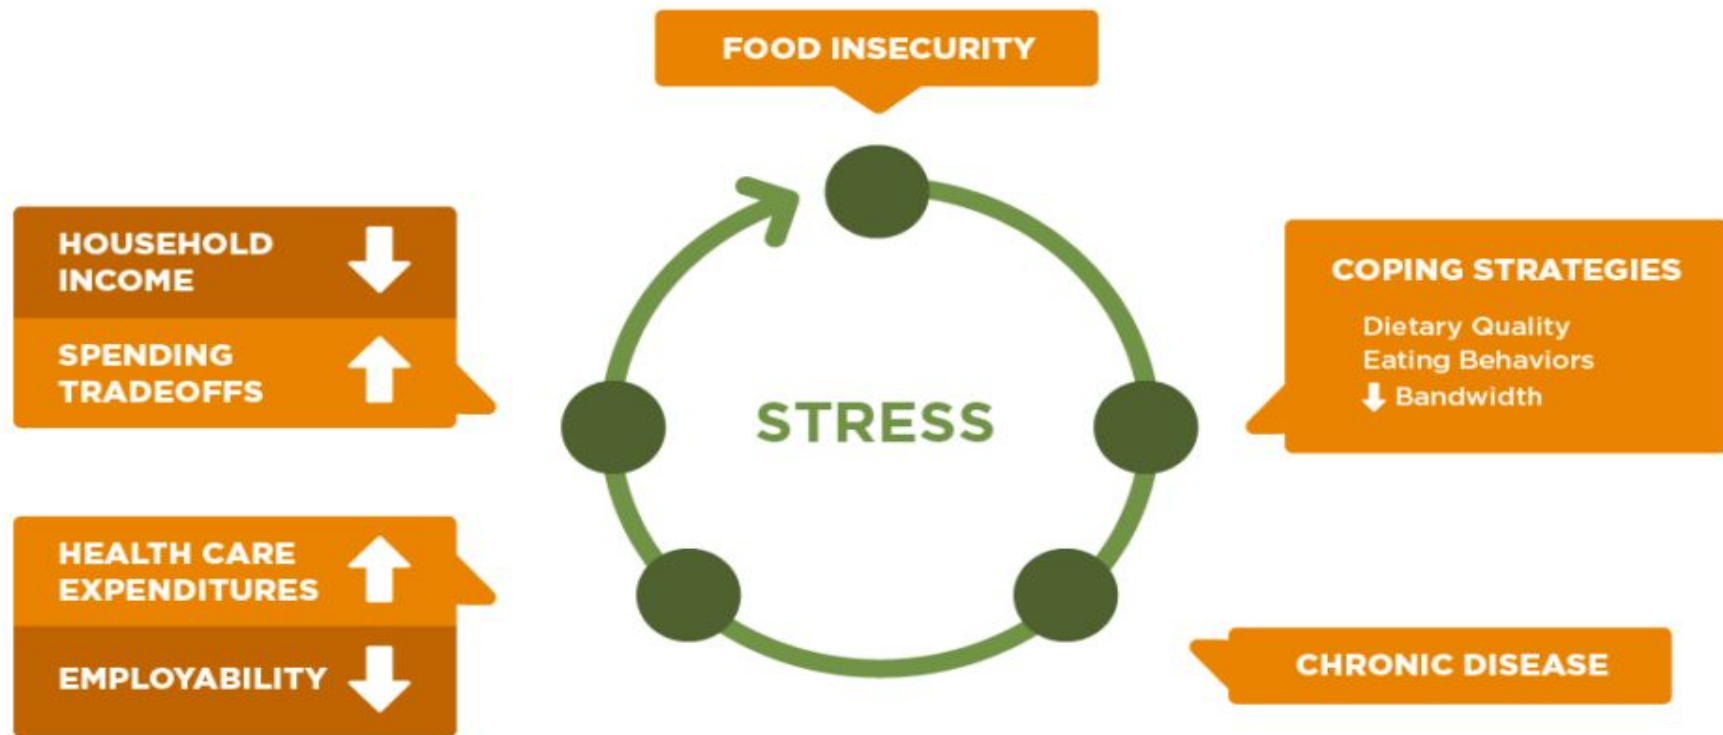 FOOD INSECURITY
HOUSEHOLD
INCOME
SPENDING
TRADEOFFS
HEALTH CARE
EXPENDITURES
EMPLOYABILITY
STRESS
COPING STRATEGIES
Dietary Quality
Eating Behaviors
Bandwidth
CHRONIC DISEASE